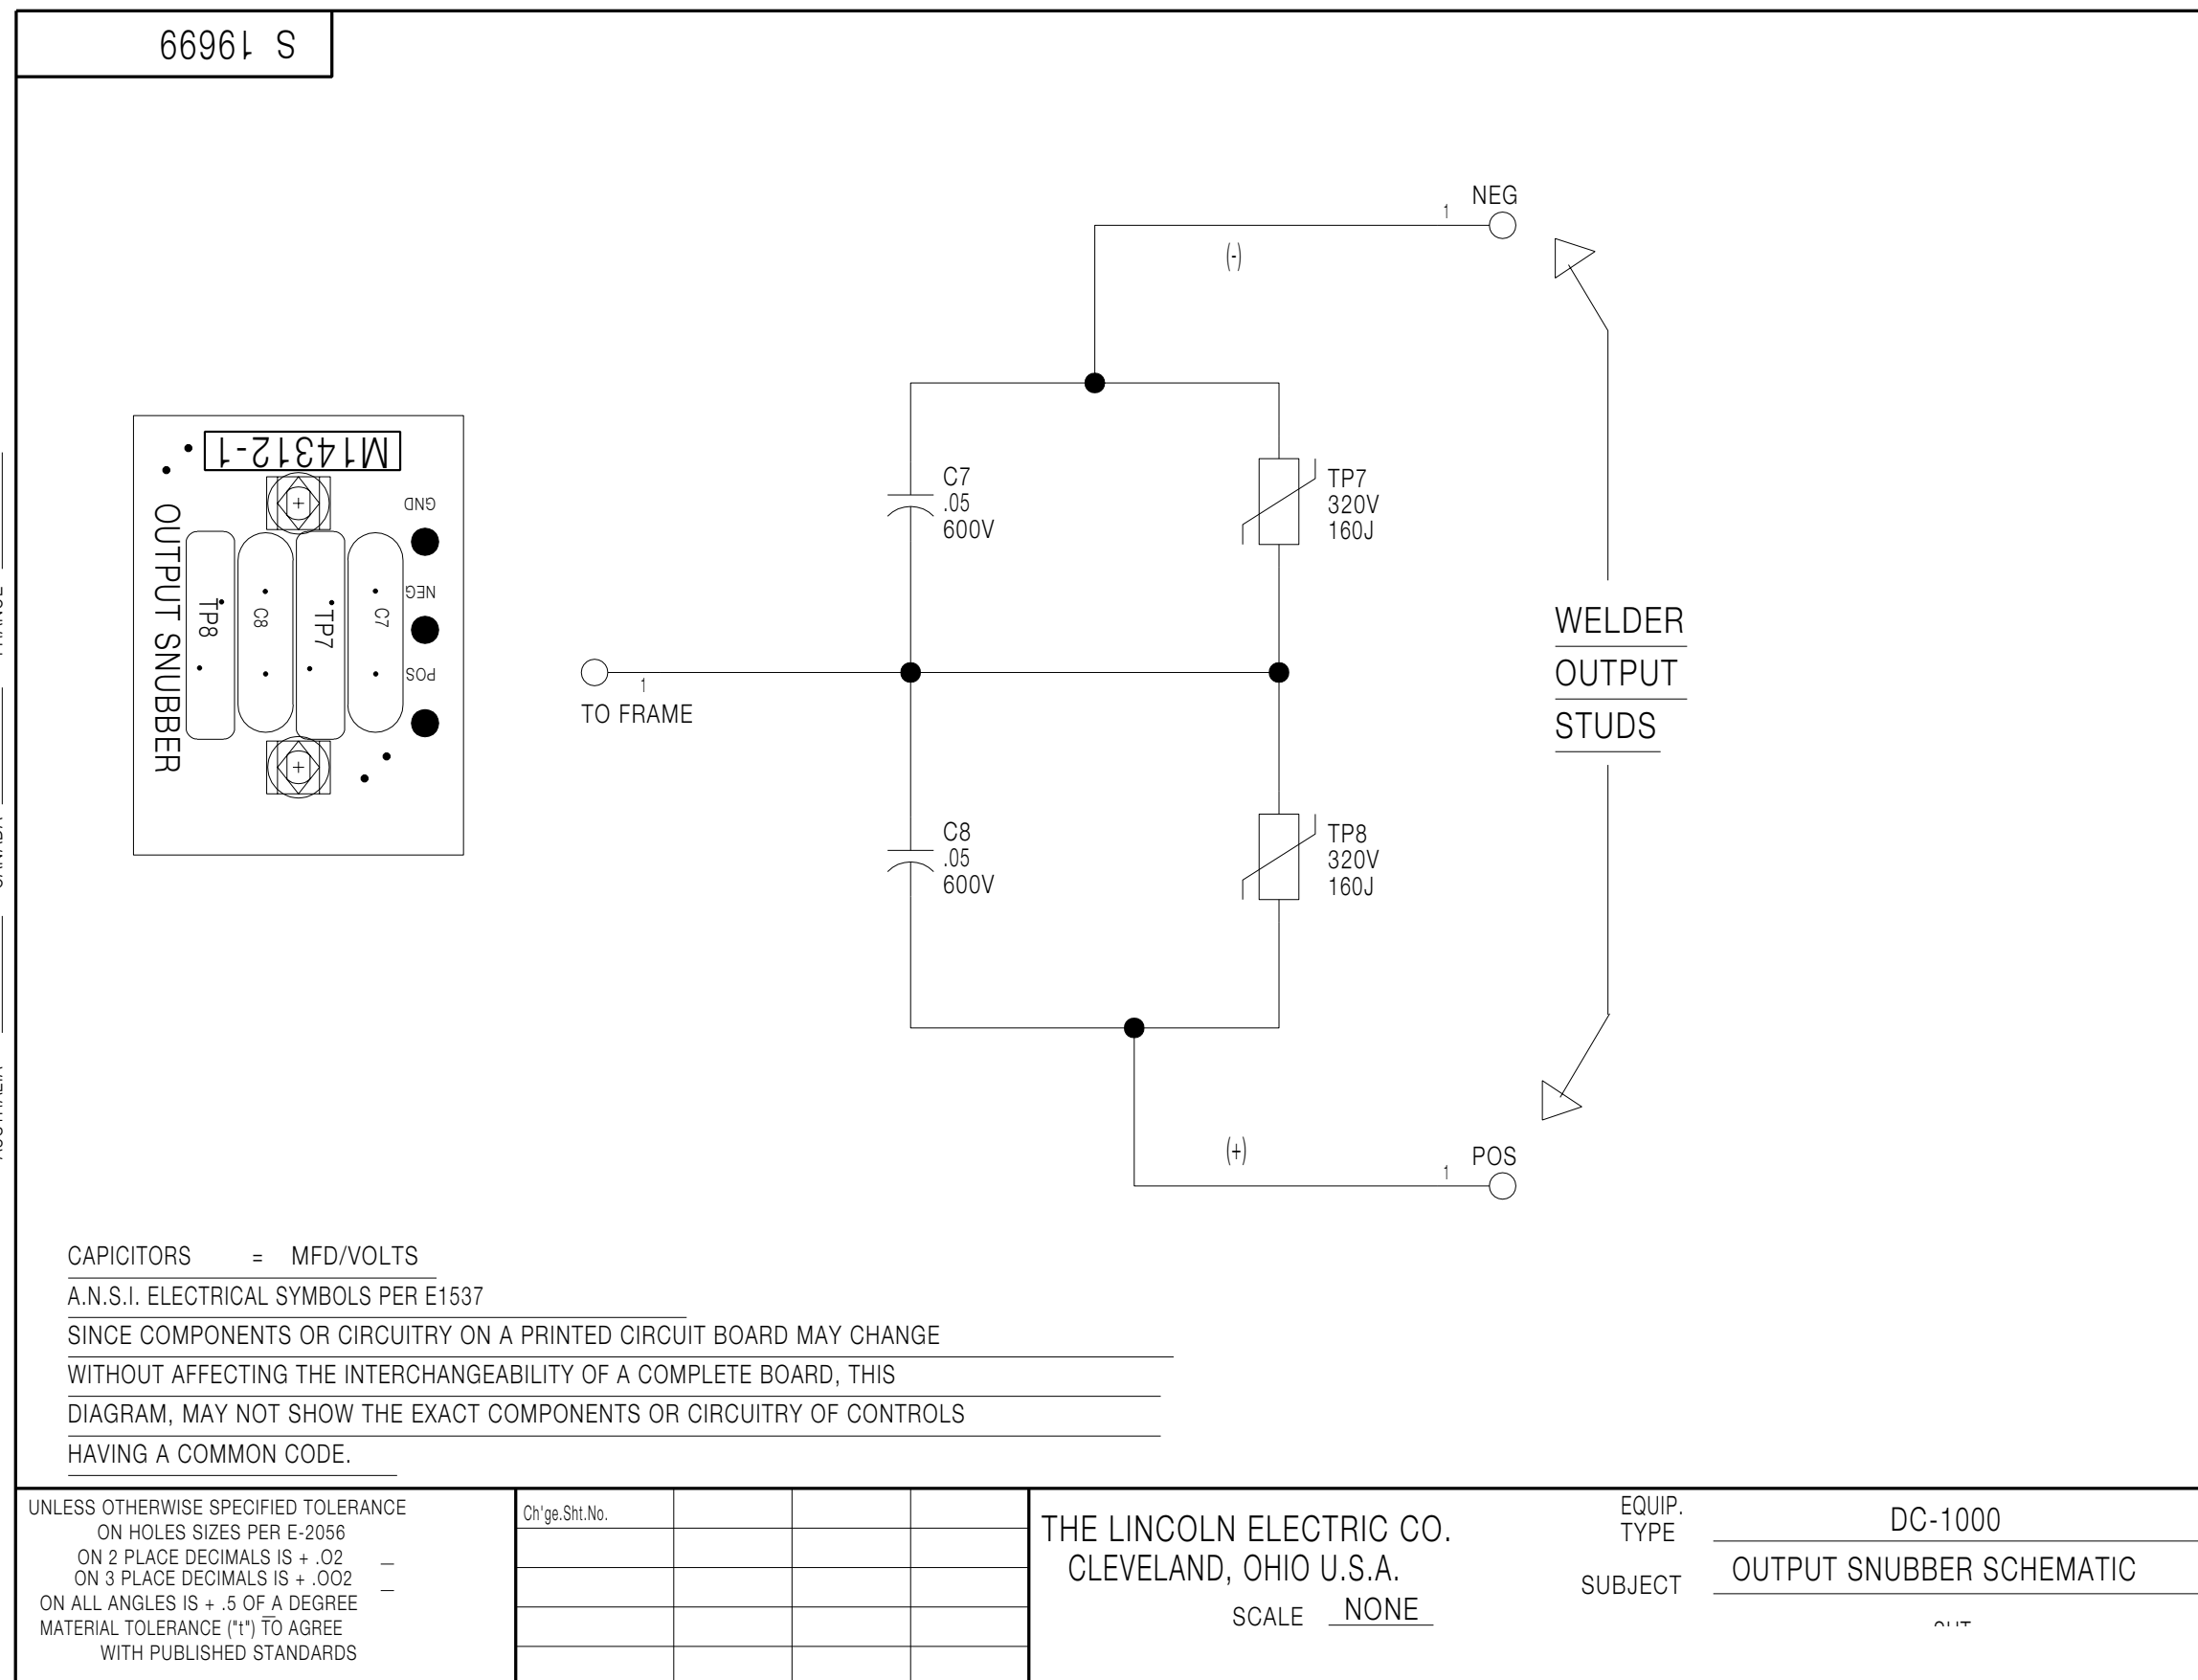 S 19699
NEG
1
(-)
M14312-1
GND
NEG
POS
OUTPUT SNUBBER
TP8
C8
TP7
C7
C7
.05
600V
TP7
320V
160J
1
TO FRAME
WELDER
OUTPUT
STUDS
C8
.05
600V
TP8
320V
160J
(+)
1
POS
CAPICITORS = MFD/VOLTS
A.N.S.I. ELECTRICAL SYMBOLS PER E1537
SINCE COMPONENTS OR CIRCUITRY ON A PRINTED CIRCUIT BOARD MAY CHANGE
WITHOUT AFFECTING THE INTERCHANGEABILITY OF A COMPLETE BOARD, THIS
DIAGRAM, MAY NOT SHOW THE EXACT COMPONENTS OR CIRCUITRY OF CONTROLS
HAVING A COMMON CODE.
UNLESS OTHERWISE SPECIFIED TOLERANCE
ON HOLES SIZES PER E-2056
ON 2 PLACE DECIMALS IS + .O2
ON 3 PLACE DECIMALS IS + .OO2
ON ALL ANGLES IS + .5 OF A DEGREE
MATERIAL TOLERANCE ("t") TO AGREE
WITH PUBLISHED STANDARDS
Ch'ge.Sht.No.
THE LINCOLN ELECTRIC CO.
CLEVELAND, OHIO U.S.A.
SCALE NONE
EQUIP.
TYPE
DC-1000
SUBJECT
OUTPUT SNUBBER SCHEMATIC